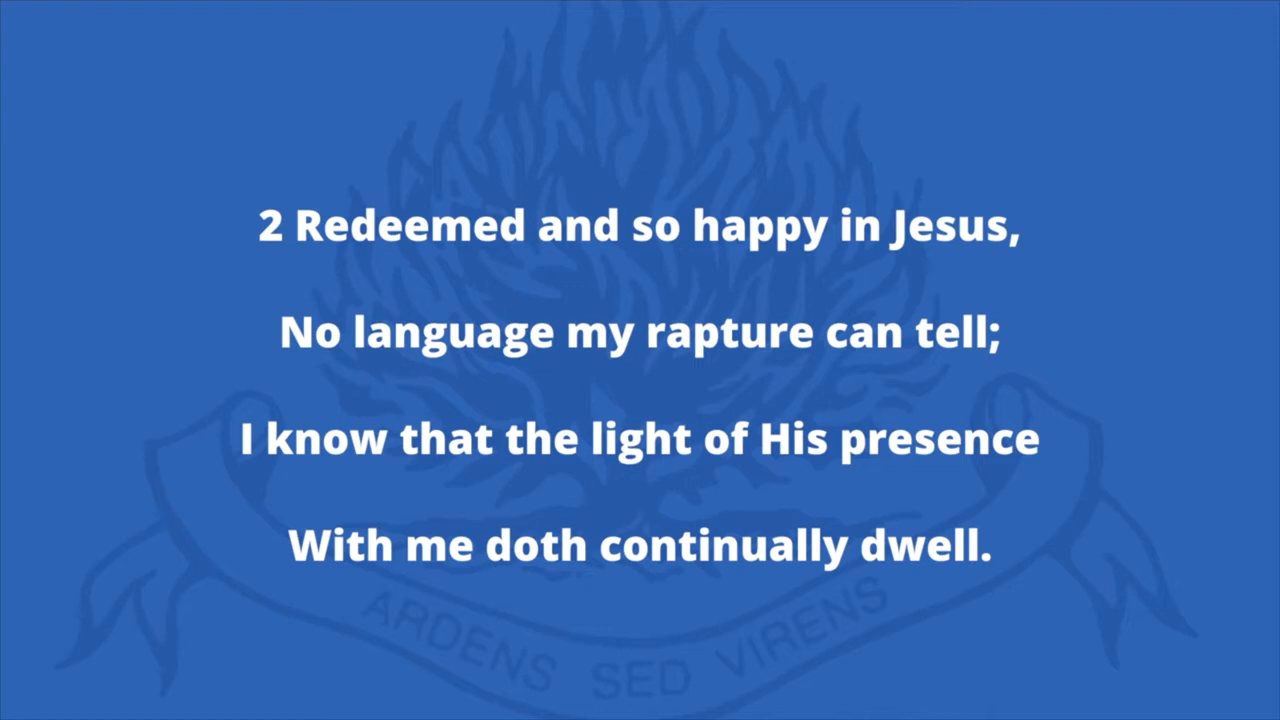 2 Redeemed and so happy in Jesus,
No language my rapture can tell;
I know that the light of His presence
With me doth continually dwell.
ARDENS SED VIRENS